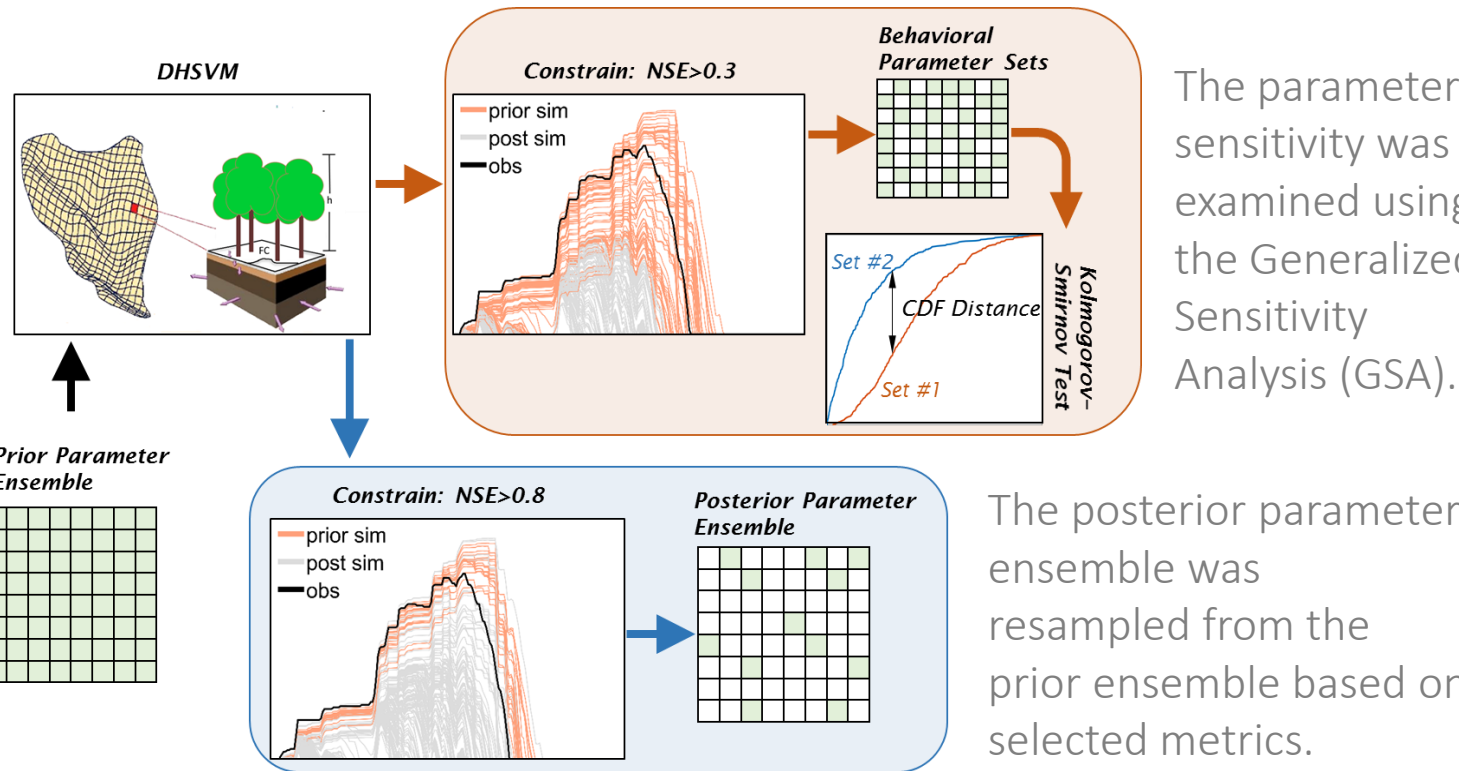 DHSVM
h
FC
Constrain: NSE>0.3
prior sim
post sim
obs
Behavioral
Parameter Sets
Set #2
CDF Distance
Set #1
Kolmogorov–
Smirnov Test
The parameter
sensitivity was
examined using
the Generalized
Sensitivity
Analysis (GSA).
Prior Parameter
Ensemble
Constrain: NSE>0.8
prior sim
post sim
obs
Posterior Parameter
Ensemble
The posterior parameter
ensemble was
resampled from the
prior ensemble based on
selected metrics.